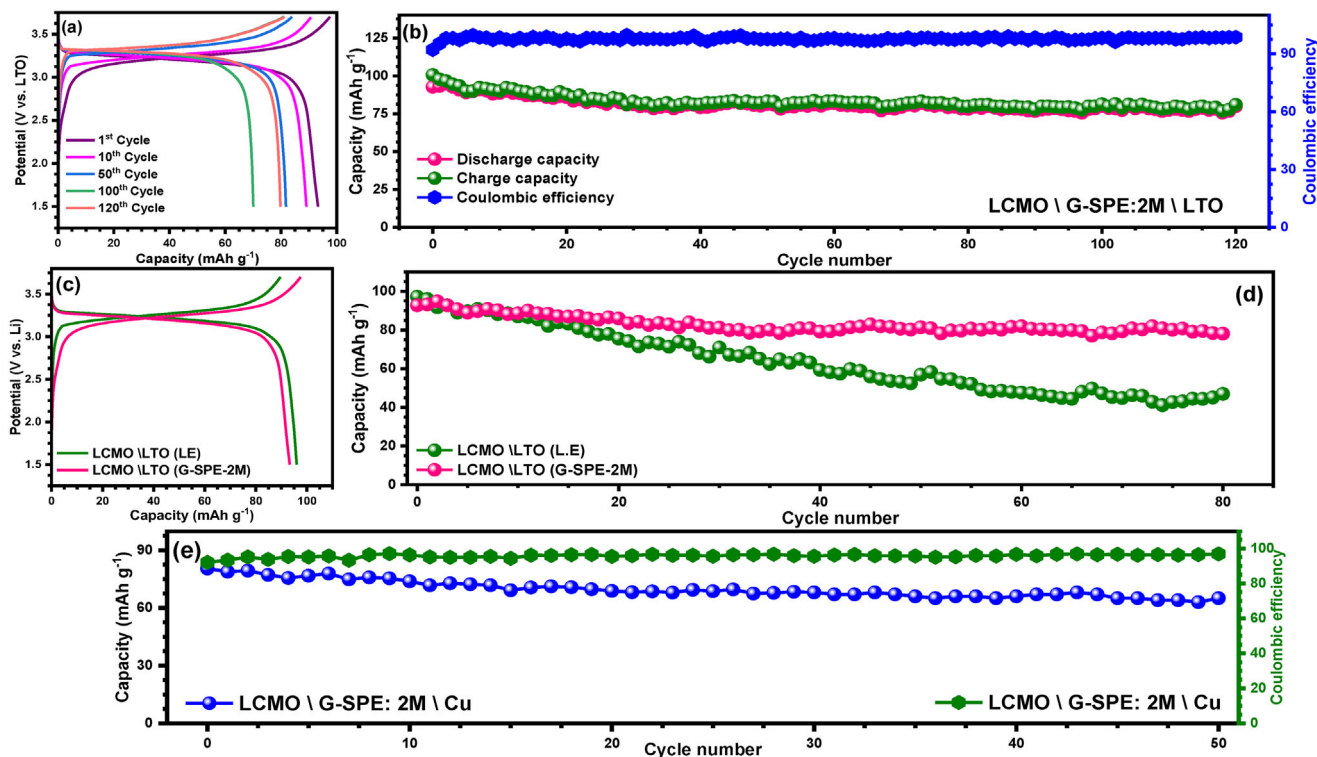 (a)
Potential (V vs. LTO)
3.5
3.0
2.5
2.0
1.5
1st Cycle
10th Cycle
50th Cycle
100th Cycle
120th Cycle
0 20 40 60 80 100
Capacity (mAh g-1)
(b)
Capacity (mAh g-1)
125
100
75
50
25
0
Discharge capacity
Charge capacity
Coulombic efficiency
LCMO \ G-SPE:2M \ LTO
0 20 40 60 80 100 120
Cycle number
90
60
30
0
Coulombic efficiency
(c)
Potential (V vs. Li)
3.5
3.0
2.5
2.0
1.5
LCMO \LTO (LE)
LCMO \LTO (G-SPE-2M)
0 20 40 60 80 100
Capacity (mAh g-1)
(d)
Capacity (mAh g-1)
100
80
60
40
20
0
LCMO \LTO (L.E)
LCMO \LTO (G-SPE-2M)
0 20 40 60 80
Cycle number
(e)
Capacity (mAh g-1)
90
60
30
0
LCMO \ G-SPE: 2M \ Cu
LCMO \ G-SPE: 2M \ Cu
0 10 20 30 40 50
Cycle number
100
80
60
40
20
0
Coulombic efficiency